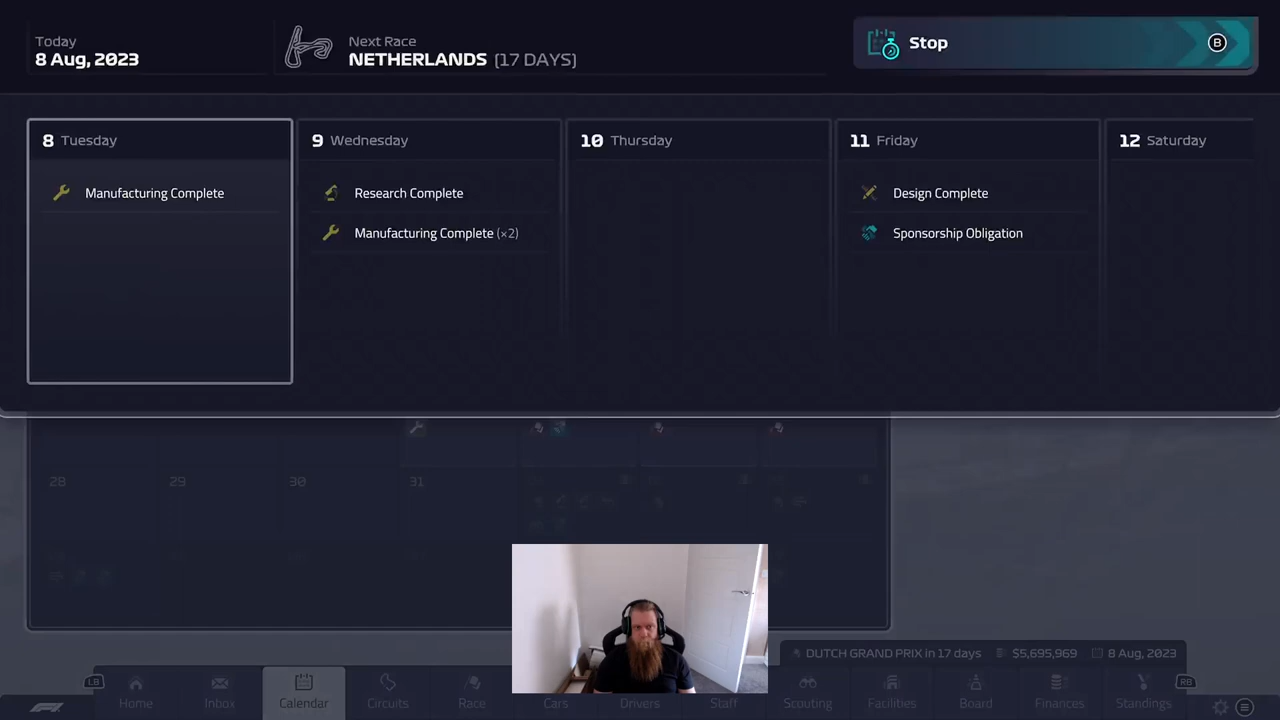 Today
8 Aug, 2023
Next Race
NETHERLANDS [17 DAYS]
Stop
B
8 Tuesday
Manufacturing Complete
9 Wednesday
Research Complete
Manufacturing Complete (×2)
10 Thursday
11 Friday
Design Complete
Sponsorship Obligation
12 Saturday
28
29
30
31
DUTCH GRAND PRIX in 17 days
$5,695,969
8 Aug, 2023
LB
Home
Inbox
Calendar
Circuits
Race
Cars
Drivers
Staff
Scouting
Facilities
Board
Finances
Standings
RB